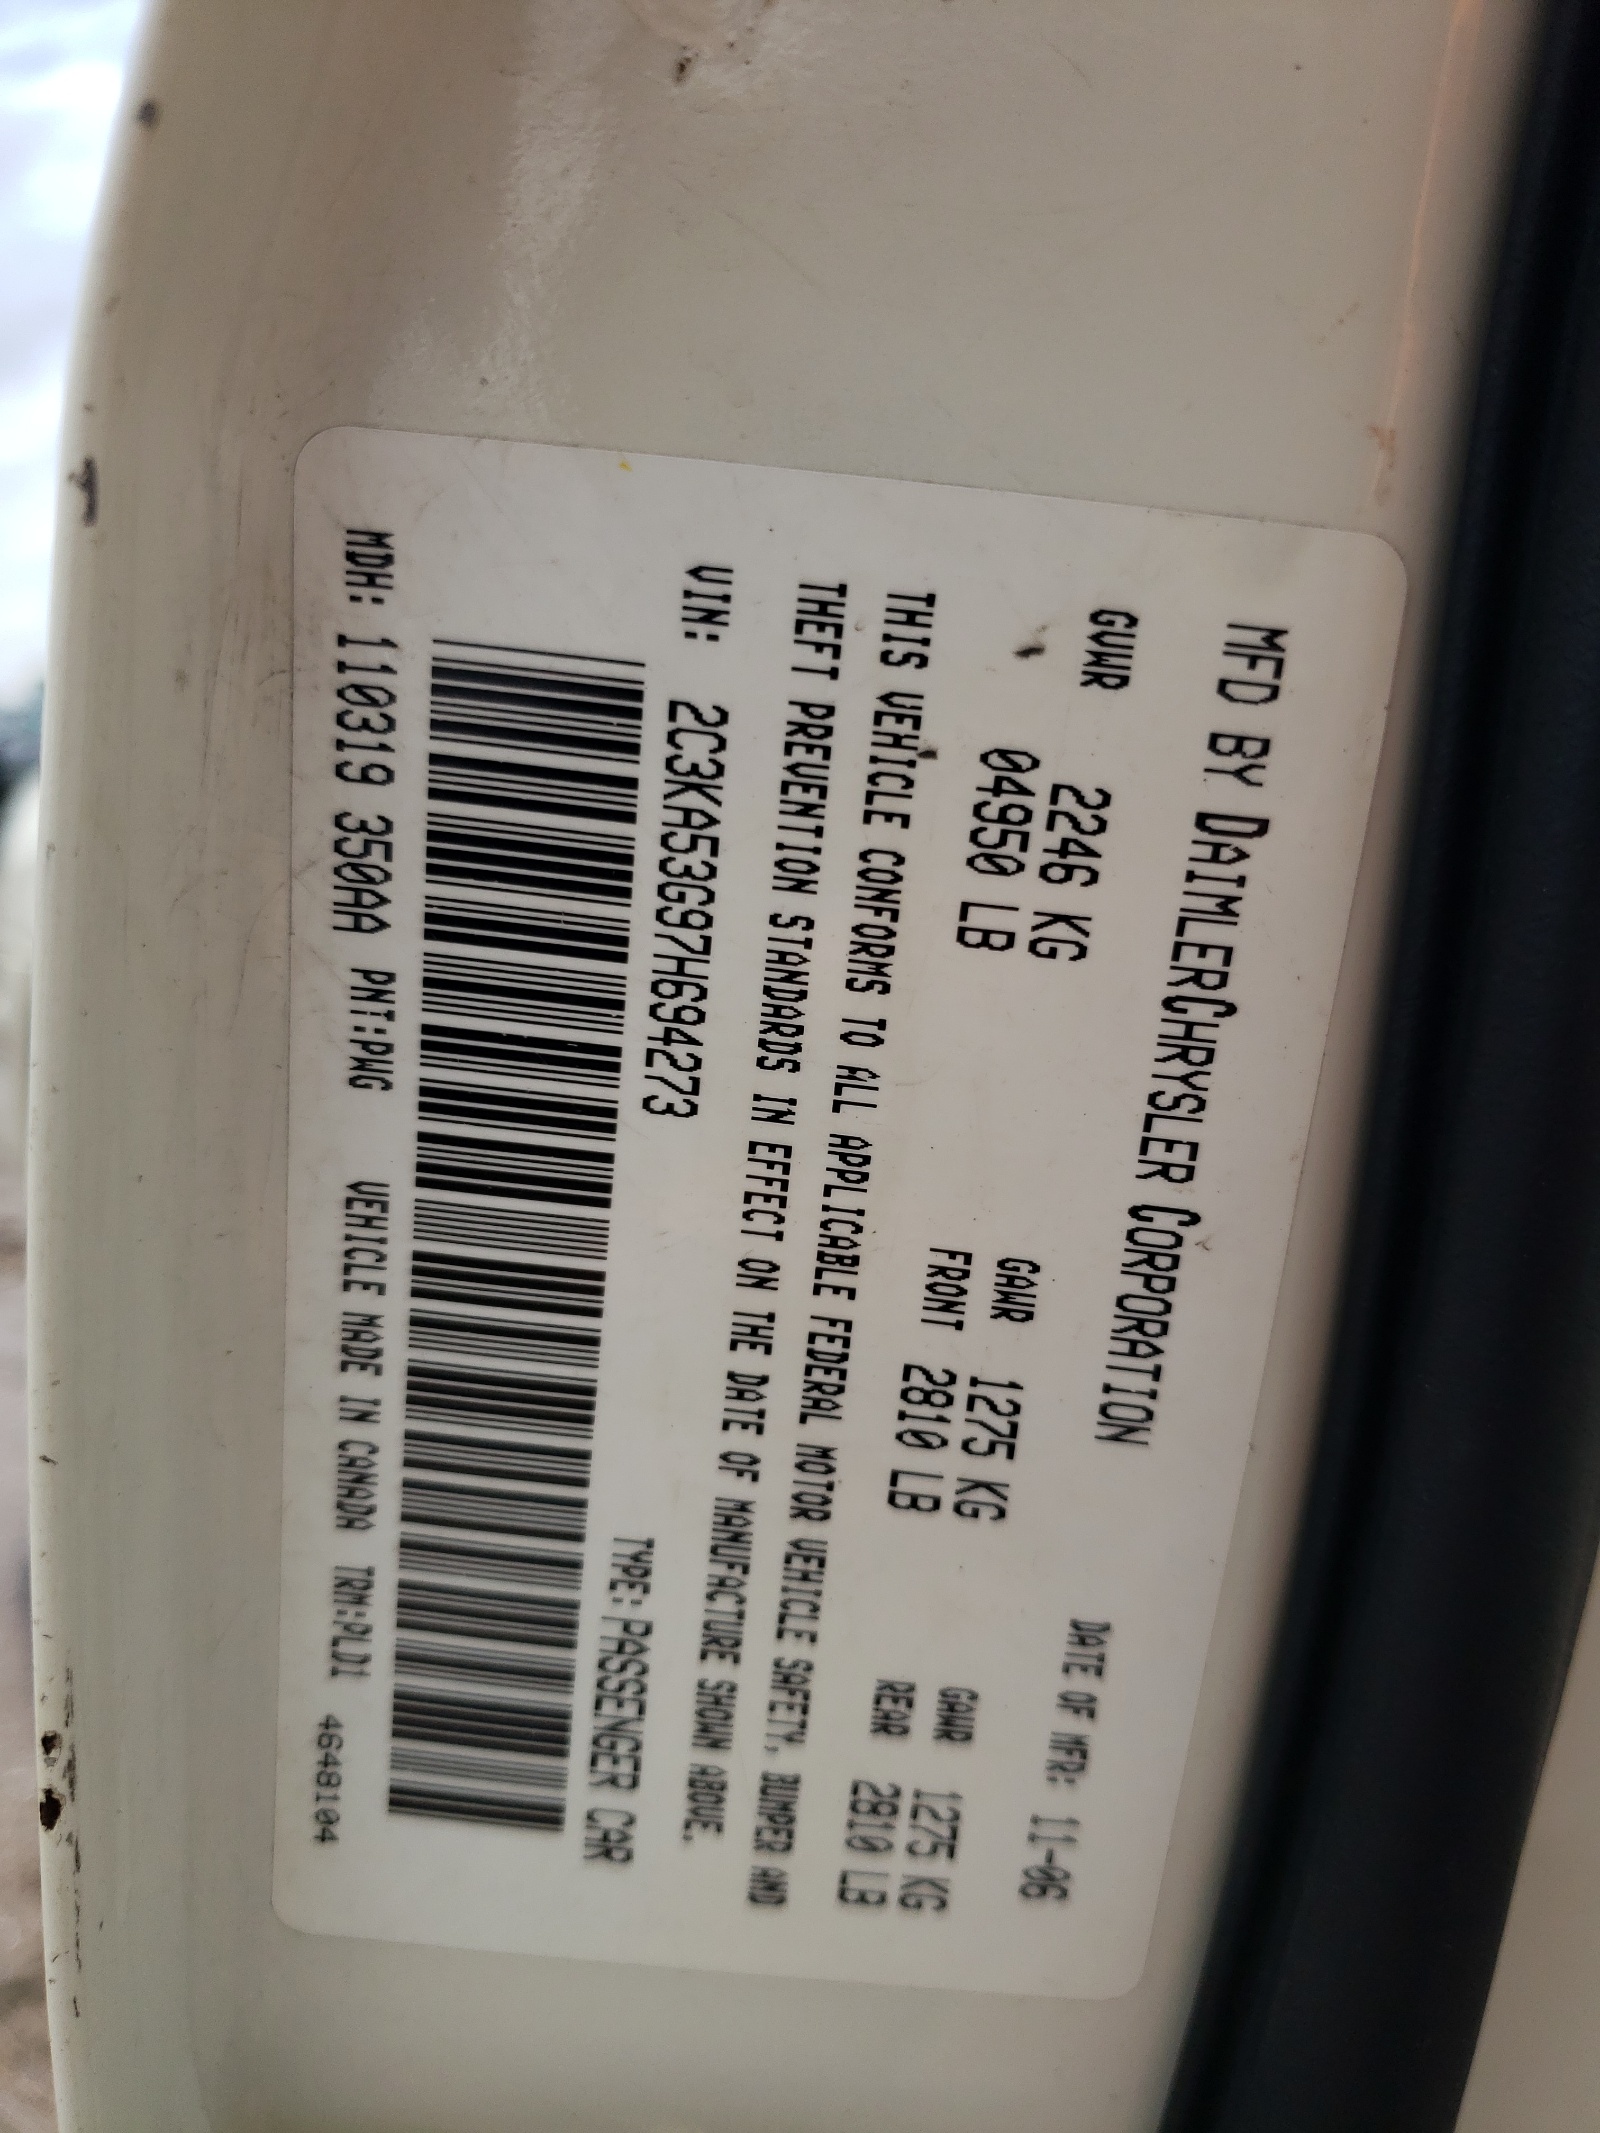 MFD BY DAIMLERCHRYSLER CORPORATION DATE OF MFR: 11-06
GVWR 2246 KG GAWR 1275 KG GAWR 1275 KG
04950 LB FRONT 2810 LB REAR 2810 LB
THIS VEHICLE CONFORMS TO ALL APPLICABLE FEDERAL MOTOR VEHICLE SAFETY, BUMPER AND
THEFT PREVENTION STANDARDS IN EFFECT ON THE DATE OF MANUFACTURE SHOWN ABOVE.
VIN: 2C3KA53G97H694273 TYPE: PASSENGER CAR
MDH: 110319 350AA PNT:PWG VEHICLE MADE IN CANADA TRM:PLD1 4648104